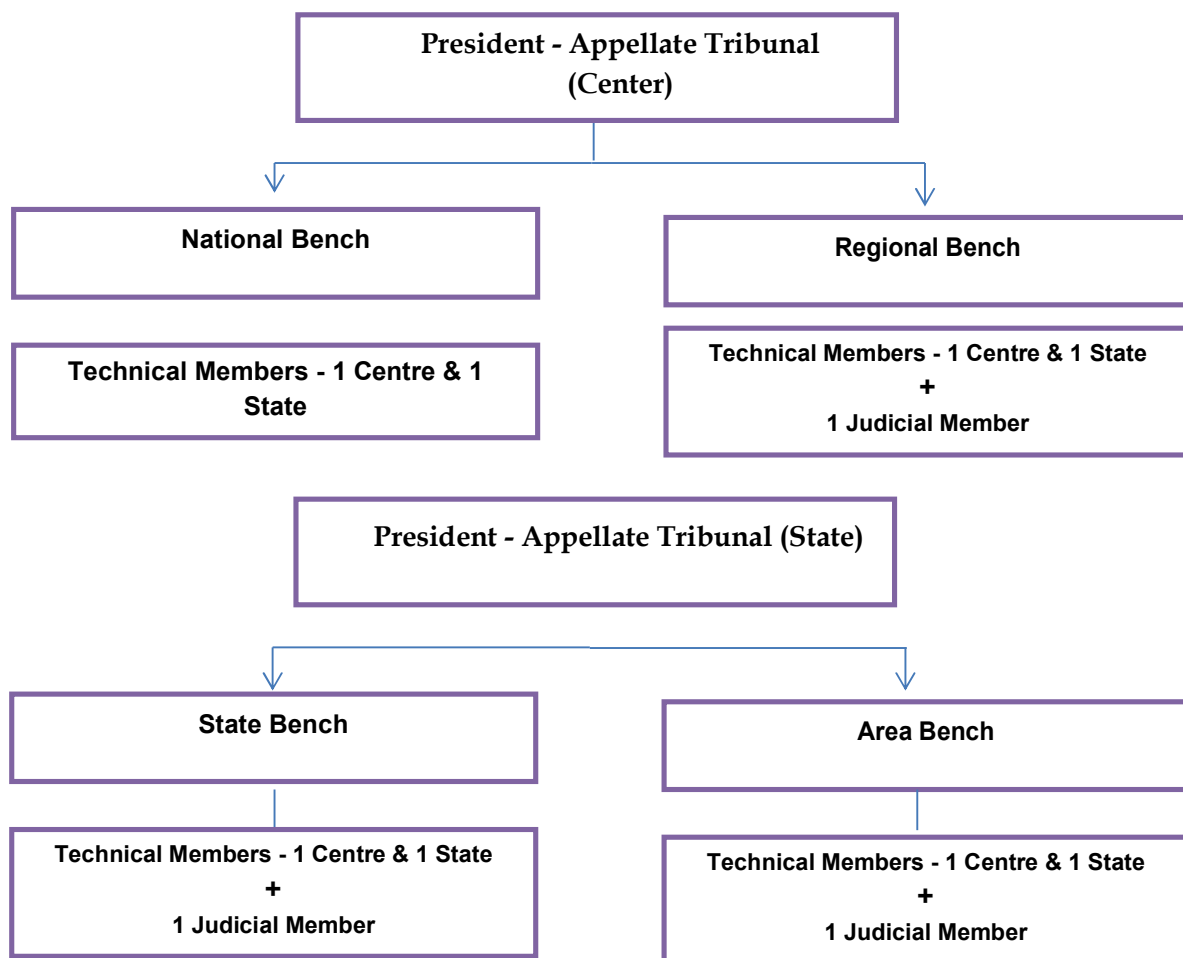 President - Appellate Tribunal
(Center)
National Bench
Regional Bench
Technical Members - 1 Centre & 1
State
Technical Members - 1 Centre & 1 State
+
1 Judicial Member
President - Appellate Tribunal (State)
State Bench
Area Bench
Technical Members - 1 Centre & 1 State
+
1 Judicial Member
Technical Members - 1 Centre & 1 State
+
1 Judicial Member